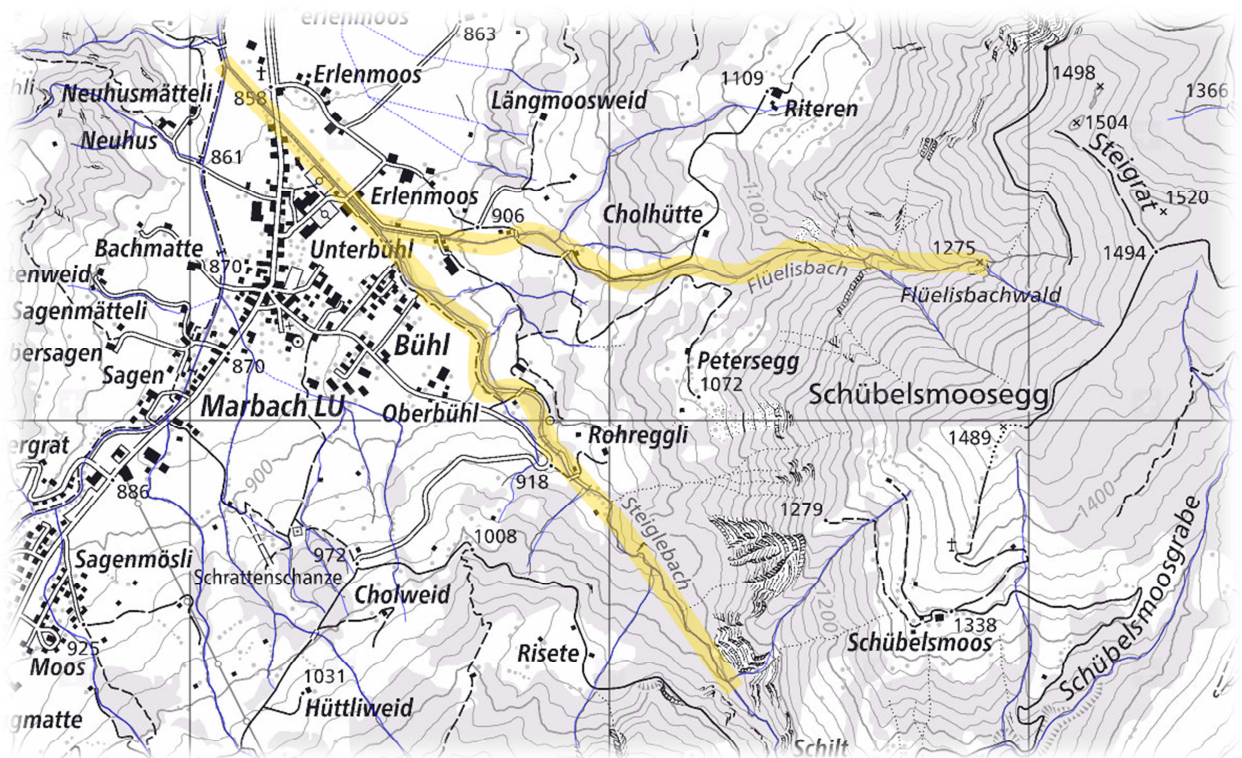 erlenmoos
863
Erlenmoos
1109
1498
1366
Neuhusmätteli
858
Längmoosweid
Riteren
1504
Neuhus
861
Steigrat
1100
1520
Erlenmoos
906
Cholhütte
Bachmatte
Unterbühl
1275
1494
tenweid
870
Flüelisbach
Flüelisbachwald
Sagenmätteli
bersagen
Bühl
Petersegg
870
Sagen
1072
Schübelsmoosegg
Marbach LU
Oberbühl
ergrat
Rohreggli
1489
900
918
886
Steiglebach
1279
1400
1008
Sagenmösli
972
Schrattenschanze
Cholweid
1200
1338
Schübelsmoosgrabe
925
Moos
Risete
Schübelsmoos
1031
Hüttliweid
gmatte
Schilt